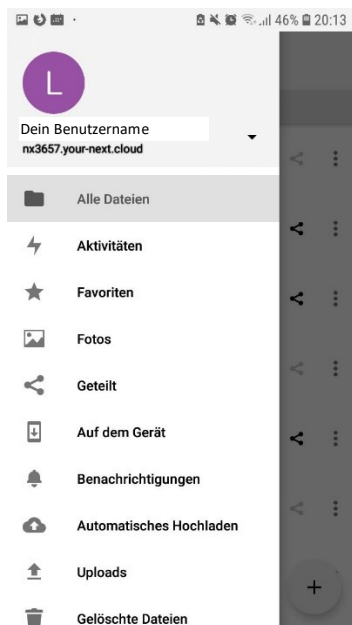 46% 20:13
L
Dein Benutzername
nx3657.your-next.cloud
Alle Dateien
Aktivitäten
Favoriten
Fotos
Geteilt
Auf dem Gerät
Benachrichtigungen
Automatisches Hochladen
Uploads
Gelöschte Dateien